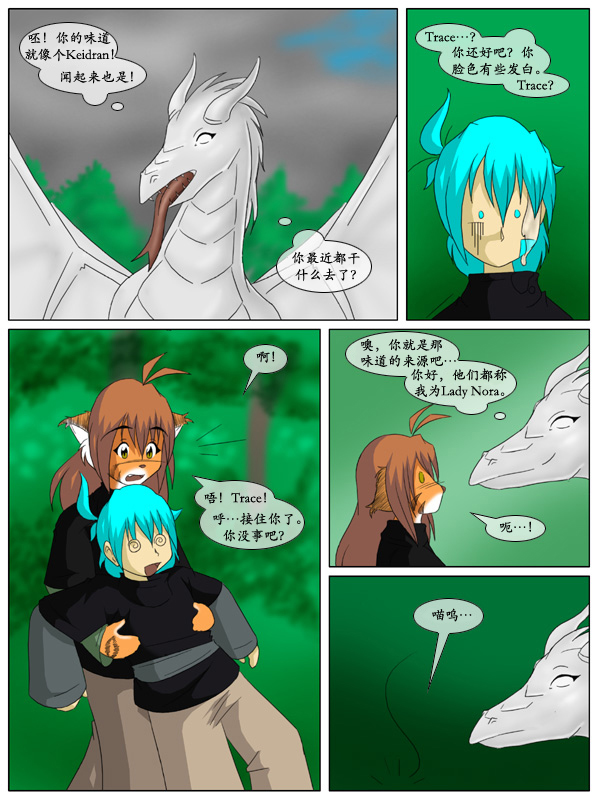 呸！你的味道
就像个Keidran！
闻起来也是！
你最近都干
什么去了？
Trace…？
你还好吧？你
脸色有些发白。
Trace？
啊！
唔！Trace！
呼…接住你了。
你没事吧？
噢，你就是那
味道的来源吧…
你好，他们都称
我为Lady Nora。
呃…！
喵呜…